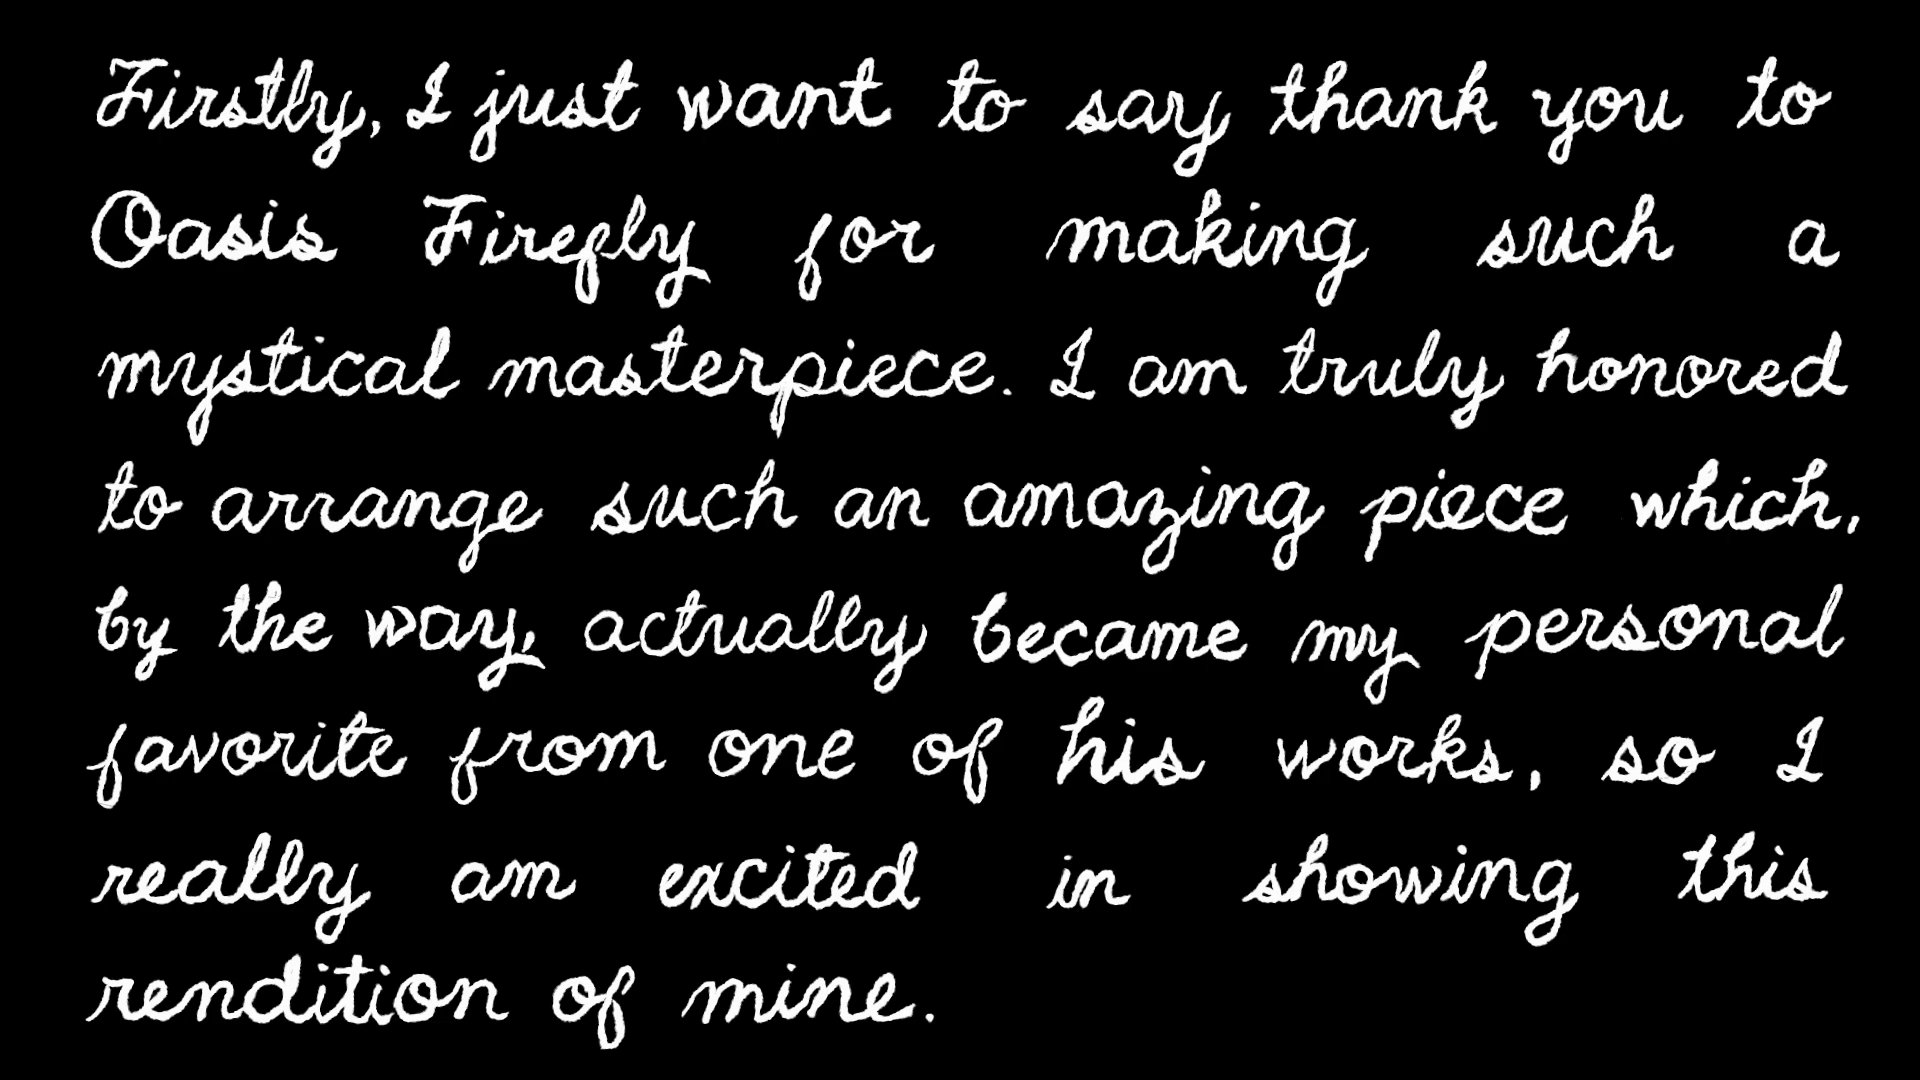 Firstly, I just want to say thank you to
Oasis Firefly for making such a
mystical masterpiece. I am truly honored
to arrange such an amazing piece which,
by the way, actually became my personal
favorite from one of his works, so I
really am excited in showing this
rendition of mine.